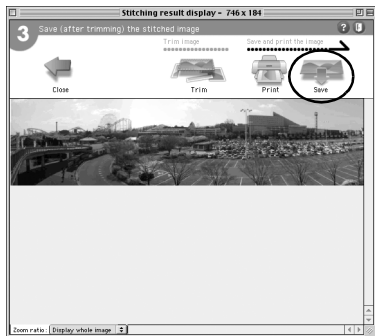 Stitching result display - 746 x 184
3 Save (after trimming) the stitched image
Trim image
Save and print the image
Close
Trim
Print
Save
Zoom ratio: Display whole image